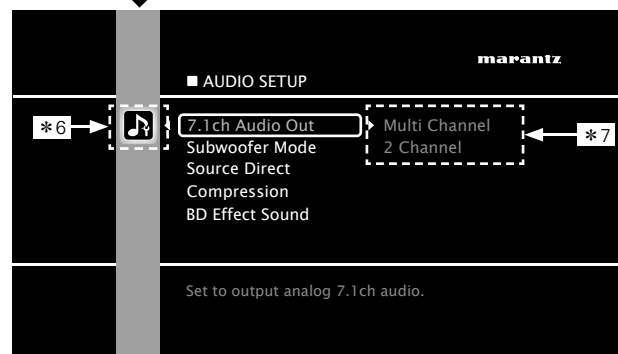 marantz
■ AUDIO SETUP
*6
7.1ch Audio Out
Multi Channel
*7
Subwoofer Mode
2 Channel
Source Direct
Compression
BD Effect Sound
Set to output analog 7.1ch audio.